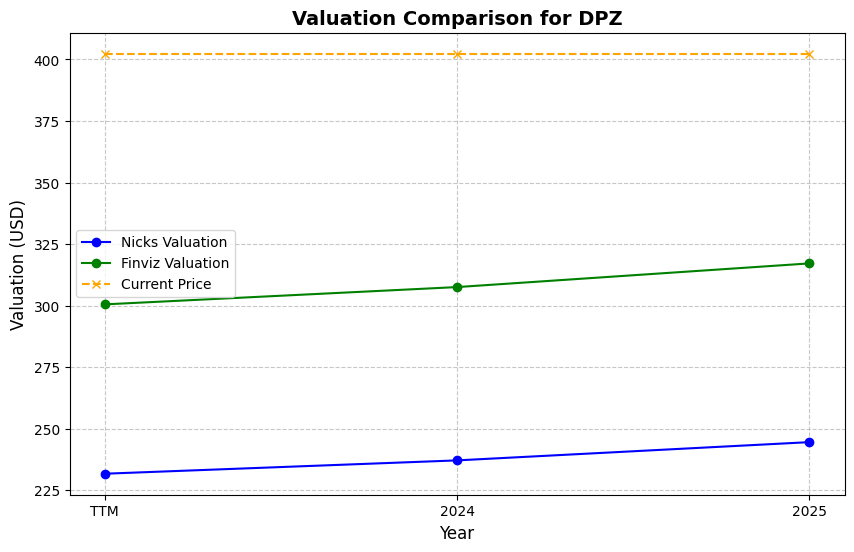 Valuation Comparison for DPZ
400
375
350
325
300
275
250
225
Valuation (USD)
Nicks Valuation
Finviz Valuation
Current Price
TTM
2024
2025
Year